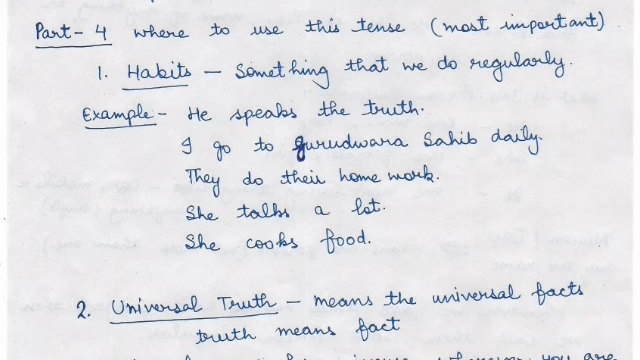 Part-4 where to use this tense (most important)
1. Habits – Something that we do regularly.
Example - He speaks the truth.
I go to gurudwara Sahib daily.
They do their home work.
She talks a lot.
She cooks food.
2. Universal Truth – means the universal facts
truth means fact
you are